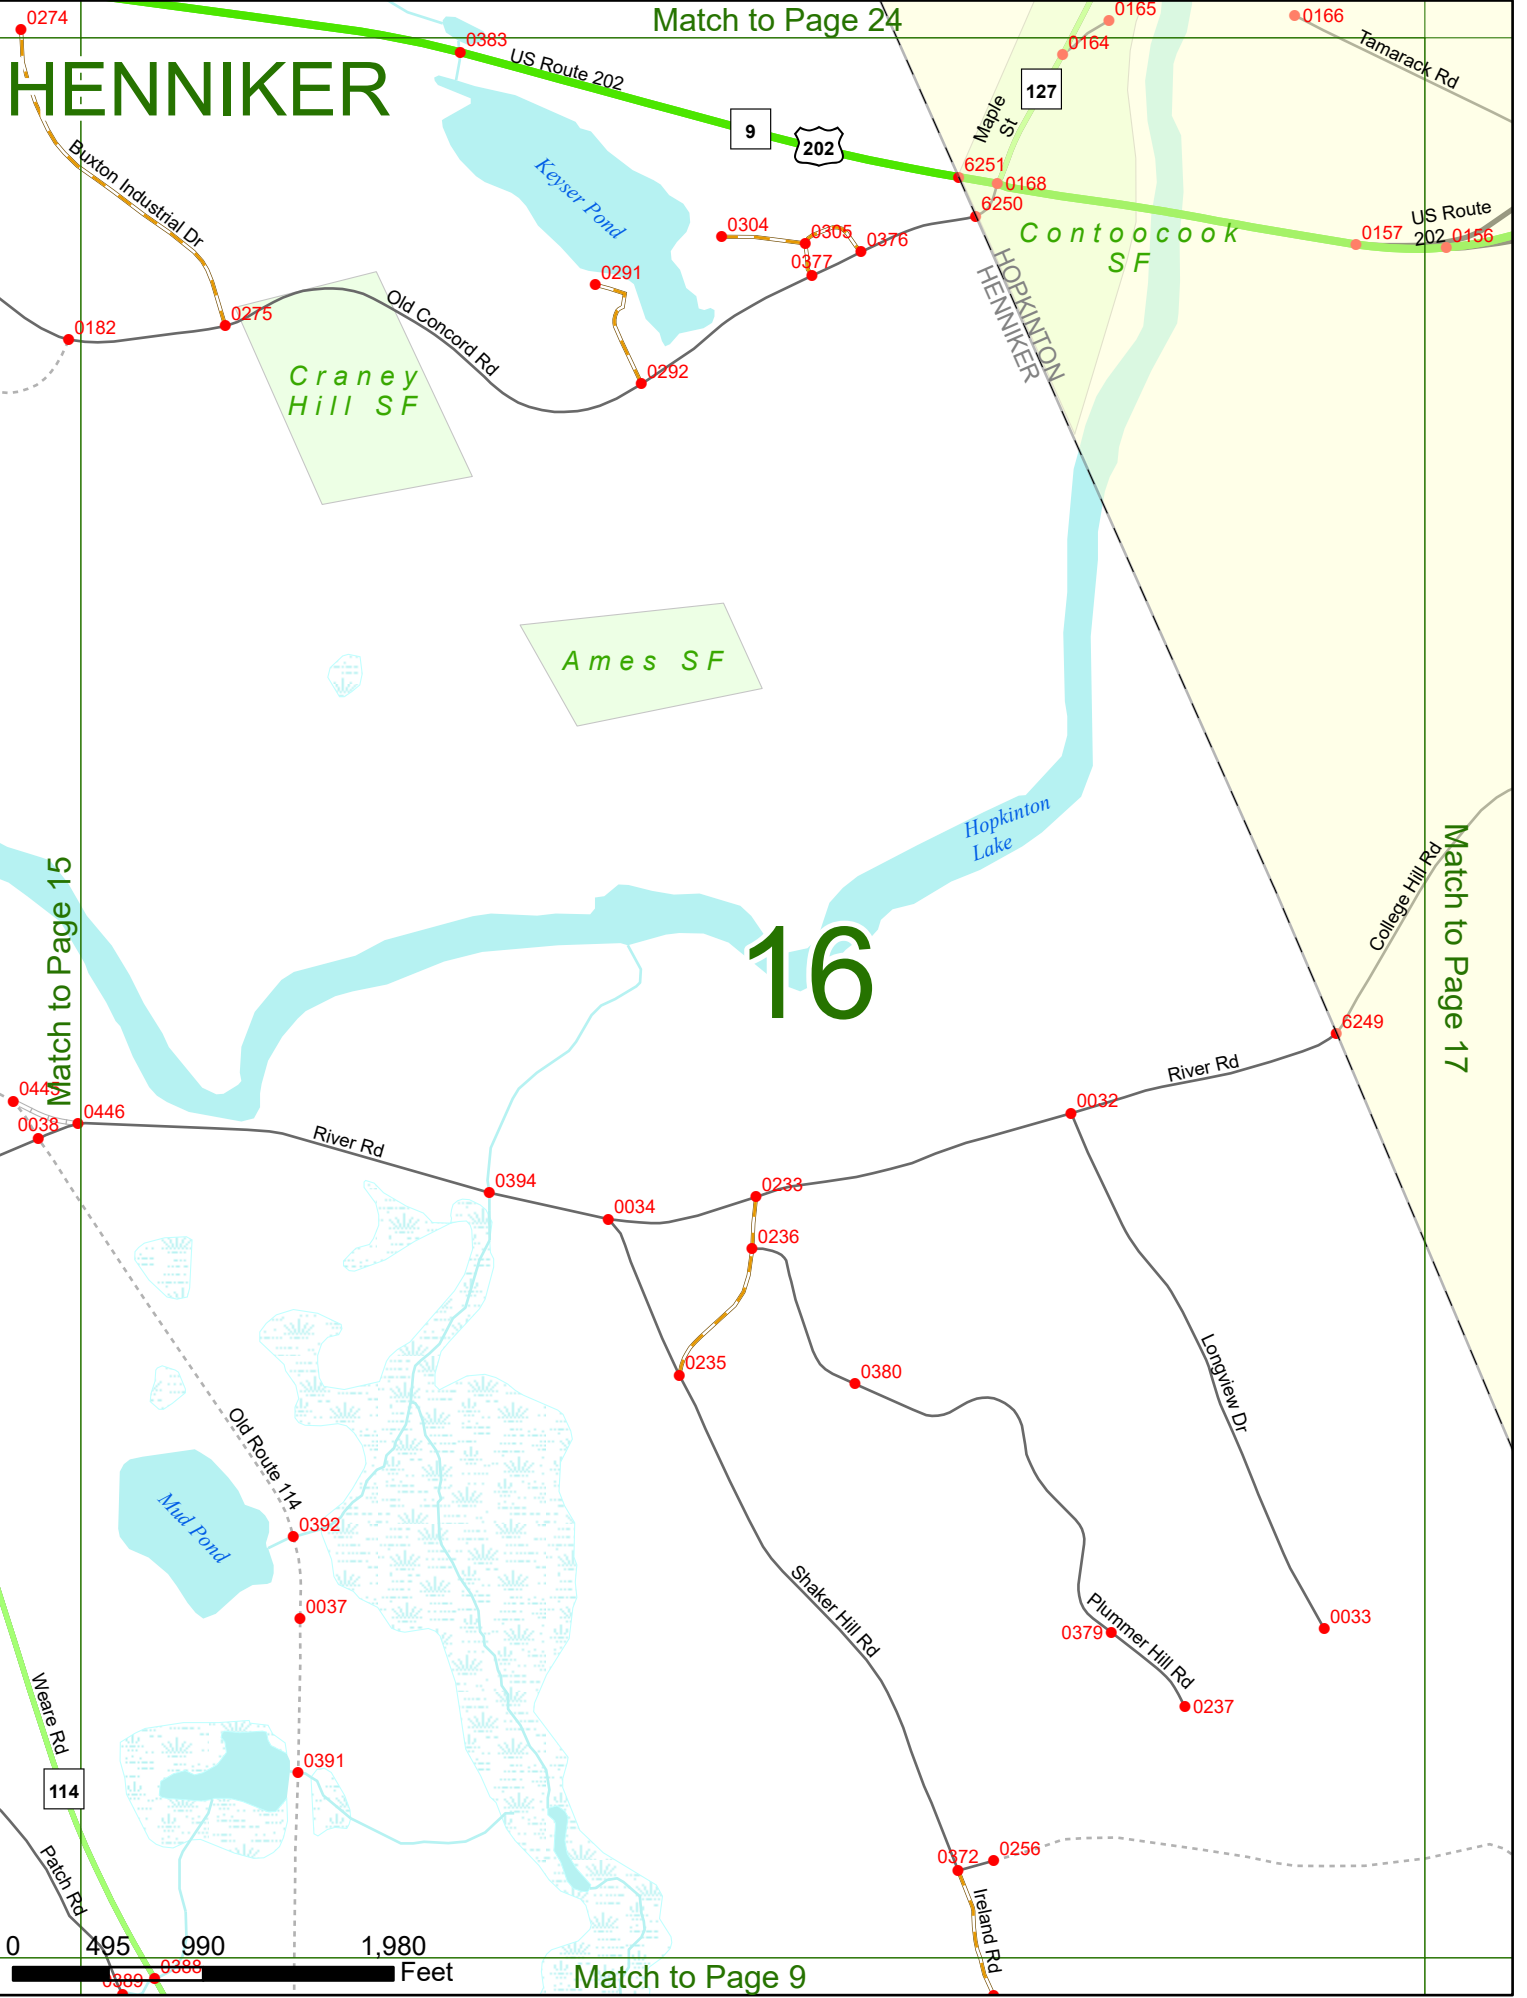 Match to Page 24
0274
0383
0165
0166
0164
US Route 202
HENNIKER
127
Tamarack Rd
Maple
St
9
202
Buxton Industrial Dr
Keyser Pond
6251
0168
6250
0304
0305
0376
0377
Contoocook
SF
US Route
202
0157
0156
HOPKINTON
HENNIKER
0291
0182
0275
Old Concord Rd
0292
Craney
Hill SF
Ames SF
Hopkinton
Lake
Match to Page 15
Match to Page 17
College Hill Rd
16
6249
River Rd
0445
0446
0038
0032
River Rd
0394
0034
0233
0236
0235
0380
Longview Dr
Old Route 114
Mud Pond
0392
0037
Shaker Hill Rd
0379
Plummer Hill Rd
0033
0237
Weare Rd
114
0391
0372
0256
Patch Rd
Ireland Rd
0
495
990
1,980
Feet
0388
0389
Match to Page 9